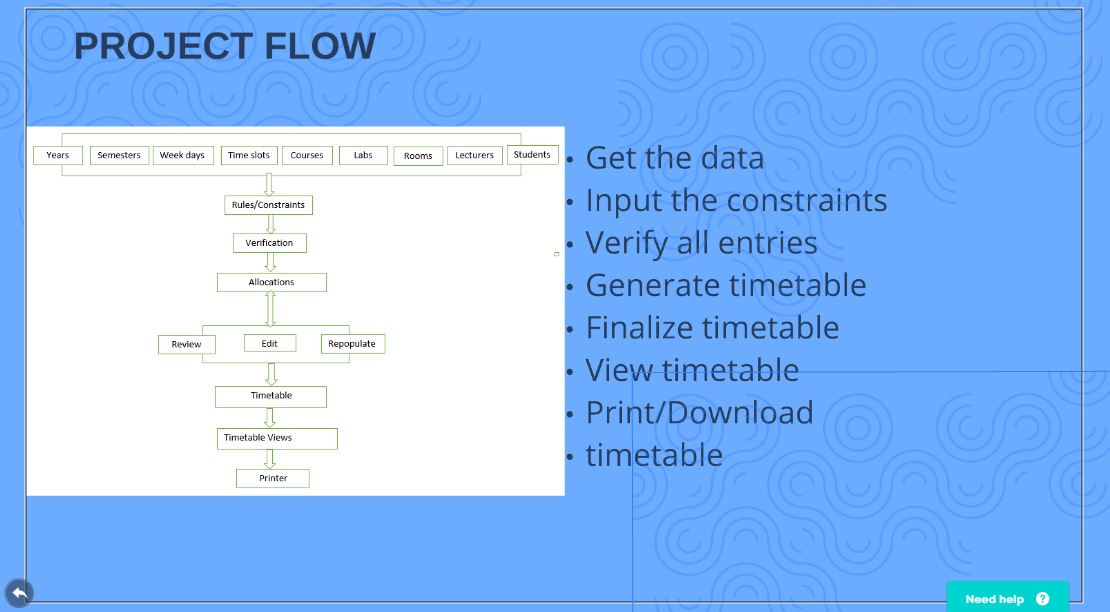 PROJECT FLOW
Years Semesters Week days Time slots Courses Labs Rooms Lecturers Students
Rules/Constraints
Verification
Allocations
Review Edit Repopulate
Timetable
Timetable Views
Printer
• Get the data
• Input the constraints
• Verify all entries
• Generate timetable
• Finalize timetable
• View timetable
• Print/Download
• timetable
Need help ?